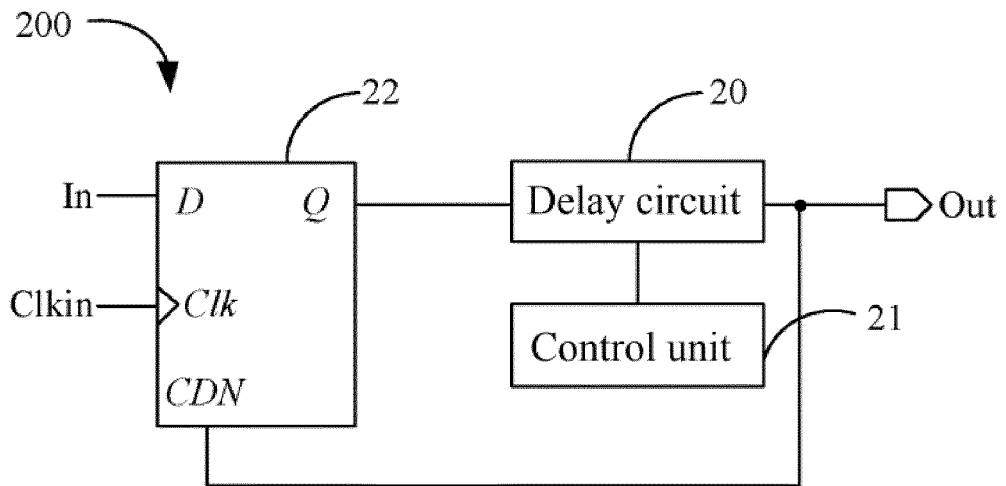 200
22
20
In
D
Q
Delay circuit
Out
Clkin
Clk
Control unit
21
CDN